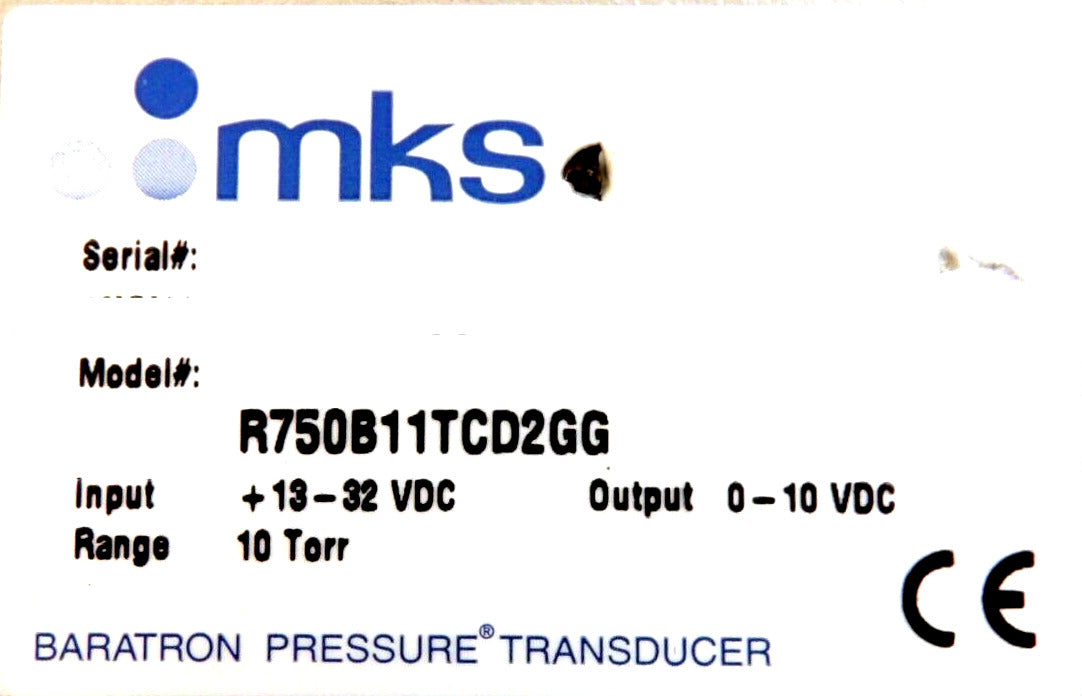 mks
Serial#:
Model#:
R750B11TCD2GG
Input +13-32 VDC Output 0-10 VDC
Range 10 Torr
CE
BARATRON PRESSURE® TRANSDUCER